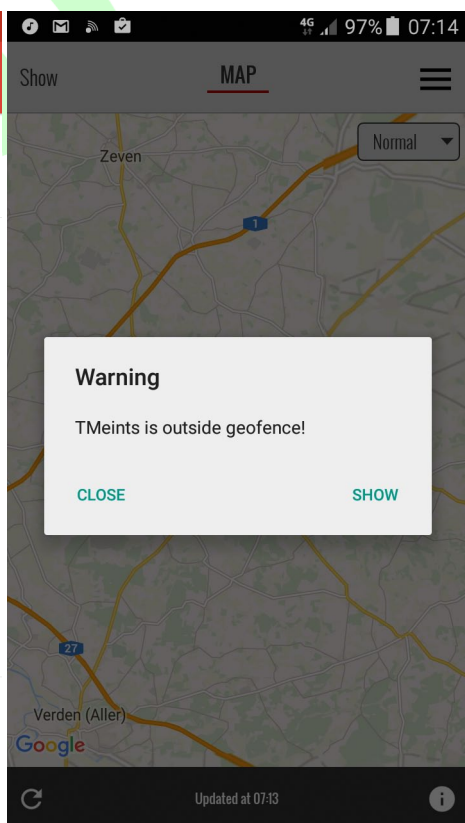 4G 97% 07:14
Show MAP
Normal
Zeven
1
Warning
TMeints is outside geofence!
CLOSE SHOW
27
Verden (Aller)
Google
Updated at 07:13